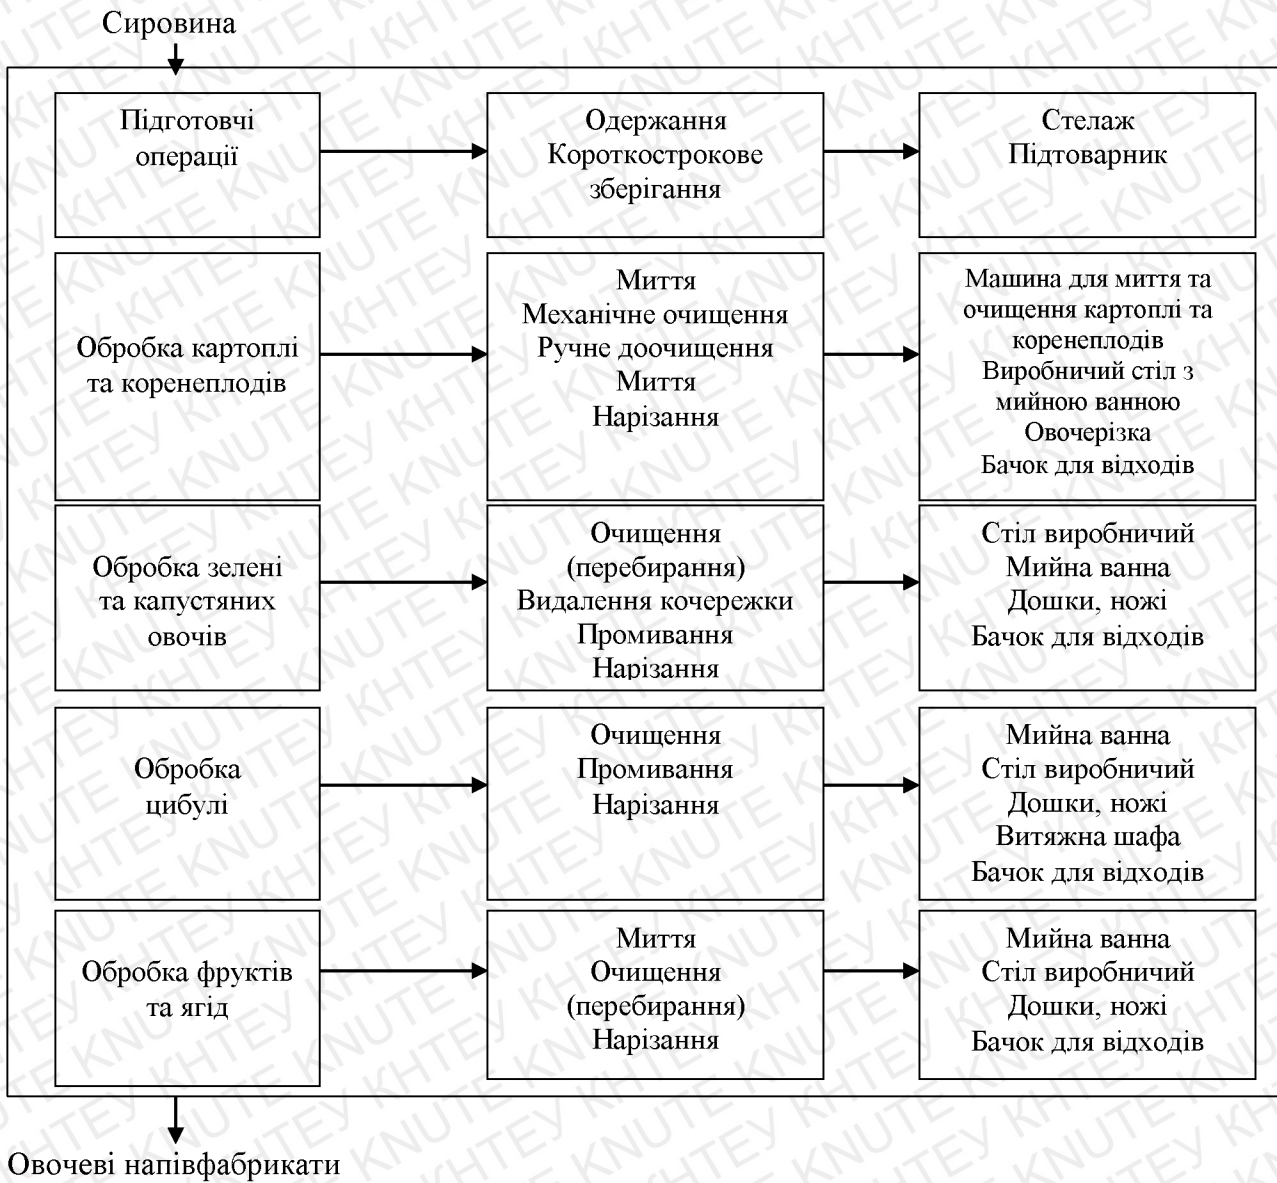 Сировина
Підготовчі
операції
Одержання
Короткострокове
зберігання
Стелаж
Підтоварник
Обробка картоплі
та коренеплодів
Миття
Механічне очищення
Ручне доочищення
Миття
Нарізання
Машина для миття та
очищення картоплі та
коренеплодів
Виробничий стіл з
мийною ванною
Овочерізка
Бачок для відходів
Обробка зелені
та капустяних
овочів
Очищення
(перебирання)
Видалення кочережки
Промивання
Нарізання
Стіл виробничий
Мийна ванна
Дошки, ножі
Бачок для відходів
Обробка
цибулі
Очищення
Промивання
Нарізання
Мийна ванна
Стіл виробничий
Дошки, ножі
Витяжна шафа
Бачок для відходів
Обробка фруктів
та ягід
Миття
Очищення
(перебирання)
Нарізання
Мийна ванна
Стіл виробничий
Дошки, ножі
Бачок для відходів
Овочеві напівфабрикати